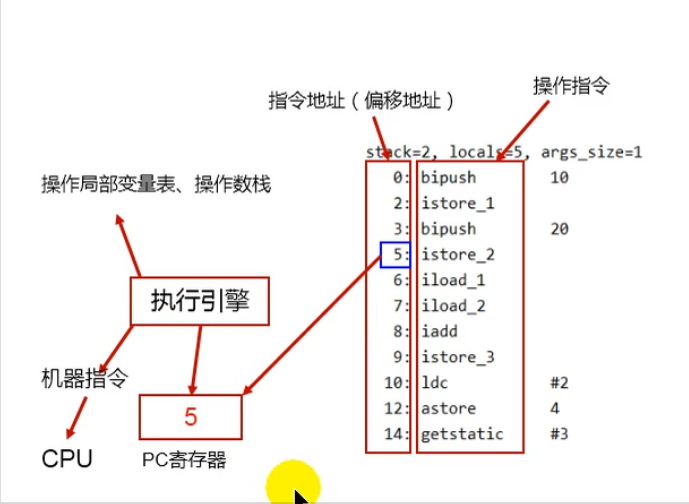 指令地址（偏移地址）
操作指令
stack=2, locals=5, args_size=1
0: bipush 10
2: istore_1
3: bipush 20
5: istore_2
6: iload_1
7: iload_2
8: iadd
9: istore_3
10: ldc #2
12: astore 4
14: getstatic #3
操作局部变量表、操作数栈
执行引擎
机器指令
5
CPU
PC寄存器